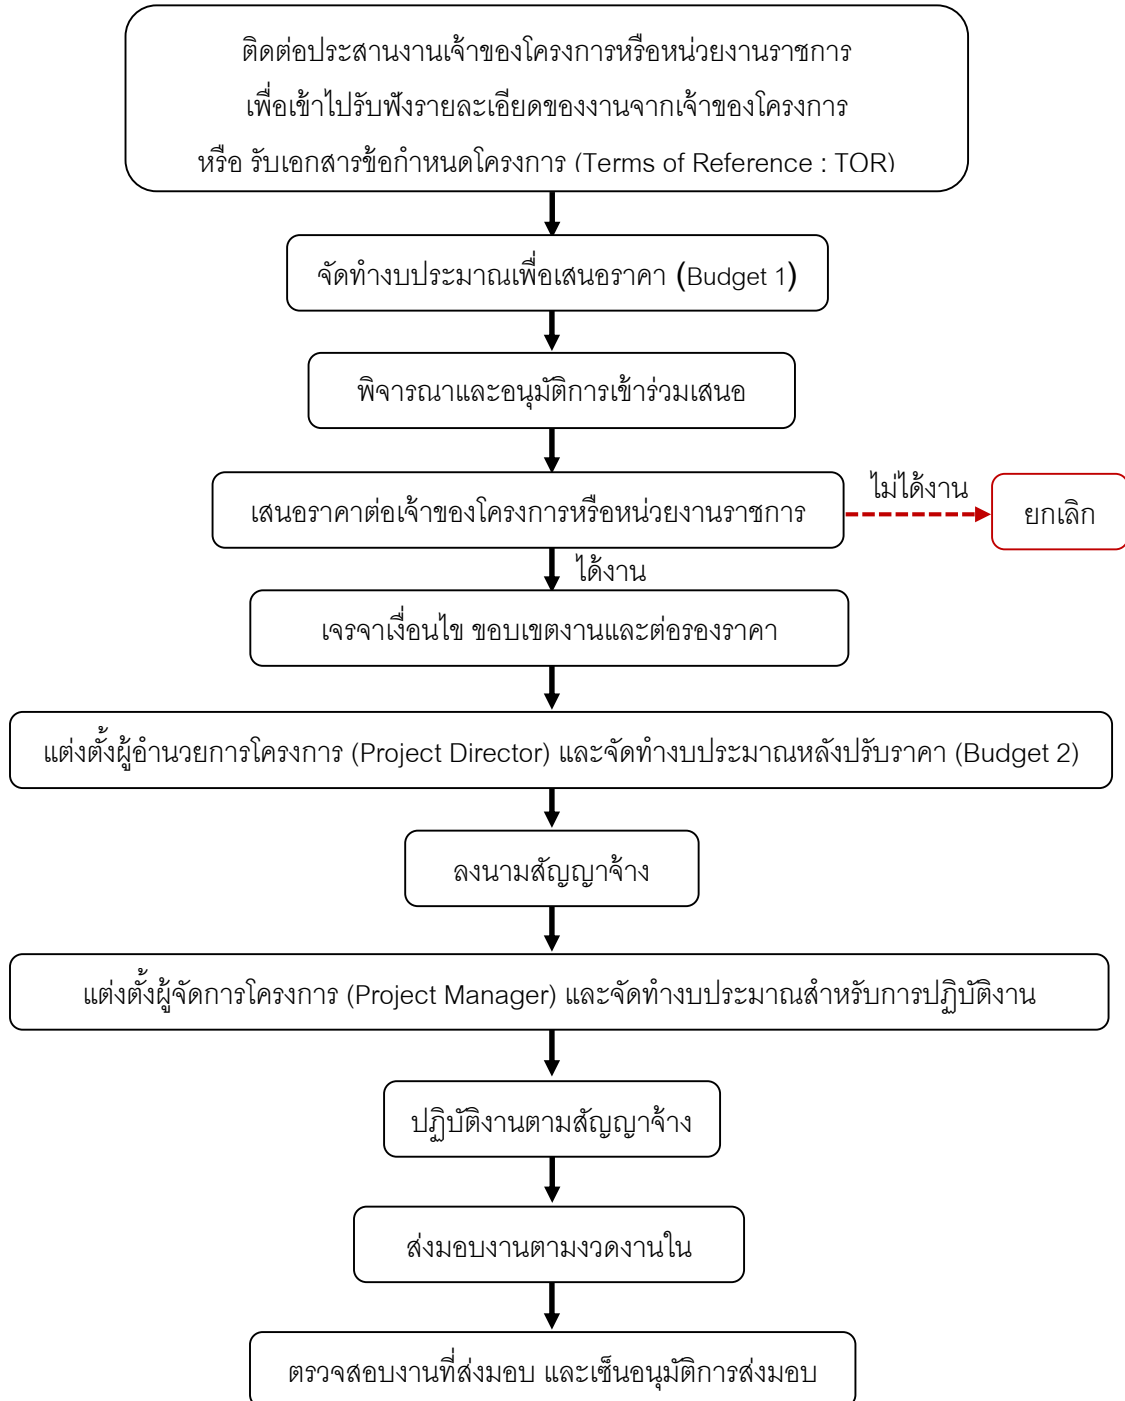 ติดต่อประสานงานเจ้าของโครงการหรือหน่วยงานราชการ
เพื่อเข้าไปรับฟังรายละเอียดของงานจากเจ้าของโครงการ
หรือ รับเอกสารข้อกำหนดโครงการ (Terms of Reference : TOR)
จัดทำงบประมาณเพื่อเสนอราคา (Budget 1)
พิจารณาและอนุมัติการเข้าร่วมเสนอ
เสนอราคาต่อเจ้าของโครงการหรือหน่วยงานราชการ
ไม่ได้งาน
ยกเลิก
ได้งาน
เจรจาเงื่อนไข ขอบเขตงานและต่อรองราคา
แต่งตั้งผู้อำนวยการโครงการ (Project Director) และจัดทำงบประมาณหลังปรับราคา (Budget 2)
ลงนามสัญญาจ้าง
แต่งตั้งผู้จัดการโครงการ (Project Manager) และจัดทำงบประมาณสำหรับการปฏิบัติงาน
ปฏิบัติงานตามสัญญาจ้าง
ส่งมอบงานตามงวดงานใน
ตรวจสอบงานที่ส่งมอบ และเซ็นอนุมัติการส่งมอบ